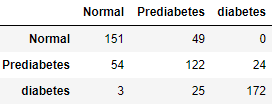 Normal Prediabetes diabetes
Normal 151 49 0
Prediabetes 54 122 24
diabetes 3 25 172